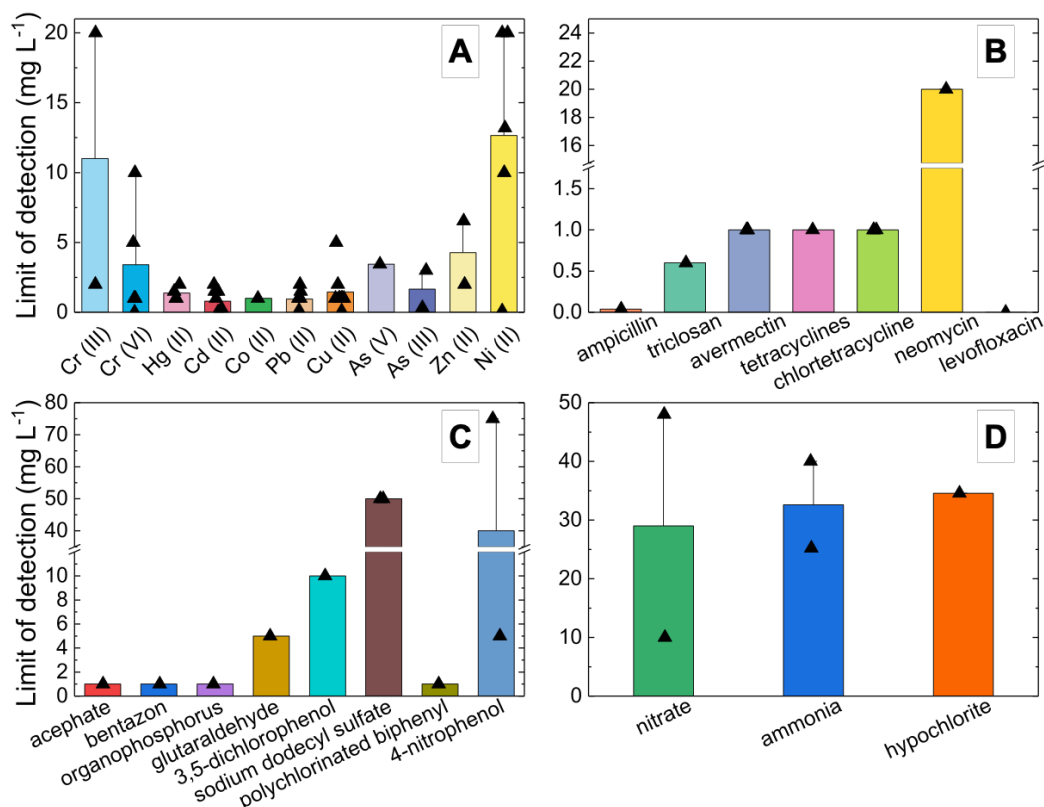 Limit of detection (mg L⁻¹)
20
15
10
5
0
A
Cr (III)
Cr (VI)
Hg (II)
Cd (II)
Co (II)
Pb (II)
Cu (II)
As (V)
As (III)
Zn (II)
Ni (II)
24
22
20
18
16
1.5
1.0
0.5
0.0
B
ampicillin
triclosan
avermectin
tetracyclines
chlortetracycline
neomycin
levofloxacin
Limit of detection (mg L⁻¹)
80
70
60
50
40
10
8
6
4
2
0
C
acephate
bentazon
organophosphorus
glutaraldehyde
3,5-dichlorophenol
sodium dodecyl sulfate
polychlorinated biphenyl
4-nitrophenol
50
40
30
20
10
0
D
nitrate
ammonia
hypochlorite